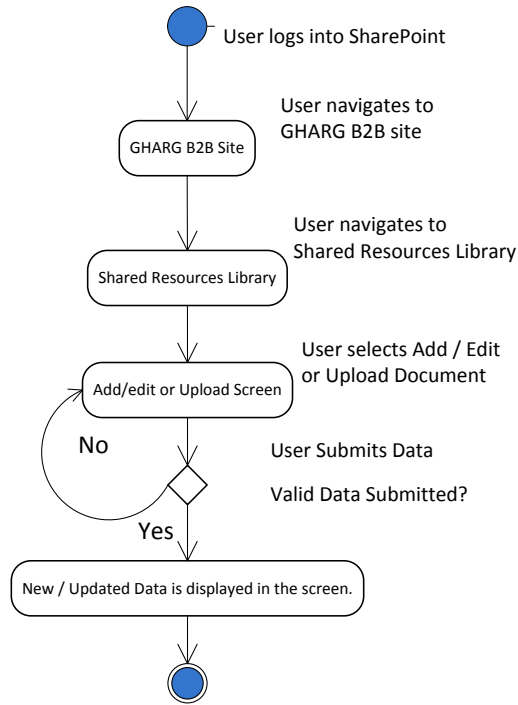 User logs into SharePoint
User navigates to
GHARG B2B site
GHARG B2B Site
User navigates to
Shared Resources Library
Shared Resources Library
User selects Add / Edit
or Upload Document
Add/edit or Upload Screen
No
User Submits Data
Valid Data Submitted?
Yes
New / Updated Data is displayed in the screen.